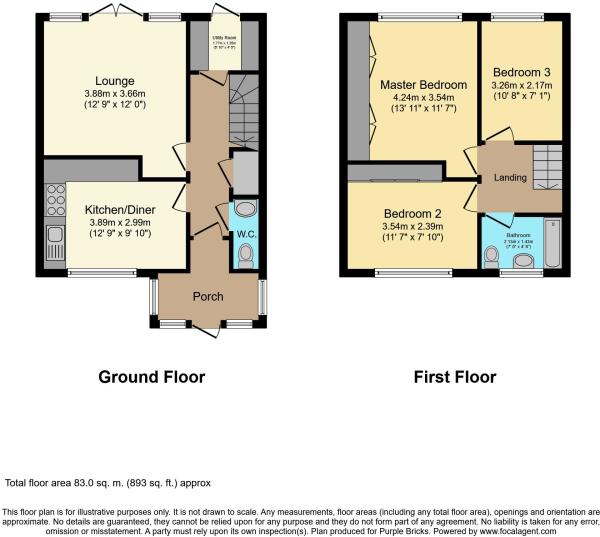 Utility Room
1.77m x 1.35m
(5' 10" x 4' 5")
Lounge
3.88m x 3.66m
(12' 9" x 12' 0")
Kitchen/Diner
3.89m x 2.99m
(12' 9" x 9' 10")
W.C.
Porch
Master Bedroom
4.24m x 3.54m
(13' 11" x 11' 7")
Bedroom 3
3.26m x 2.17m
(10' 8" x 7' 1")
Landing
Bedroom 2
3.54m x 2.39m
(11' 7" x 7' 10")
Bathroom
2.13m x 1.43m
(7' 0" x 4' 8")
Ground Floor
First Floor
Total floor area 83.0 sq. m. (893 sq. ft.) approx
This floor plan is for illustrative purposes only. It is not drawn to scale. Any measurements, floor areas (including any total floor area), openings and orientation are
approximate. No details are guaranteed, they cannot be relied upon for any purpose and they do not form part of any agreement. No liability is taken for any error,
omission or misstatement. A party must rely upon its own inspection(s). Plan produced for Purple Bricks. Powered by www.focalagent.com